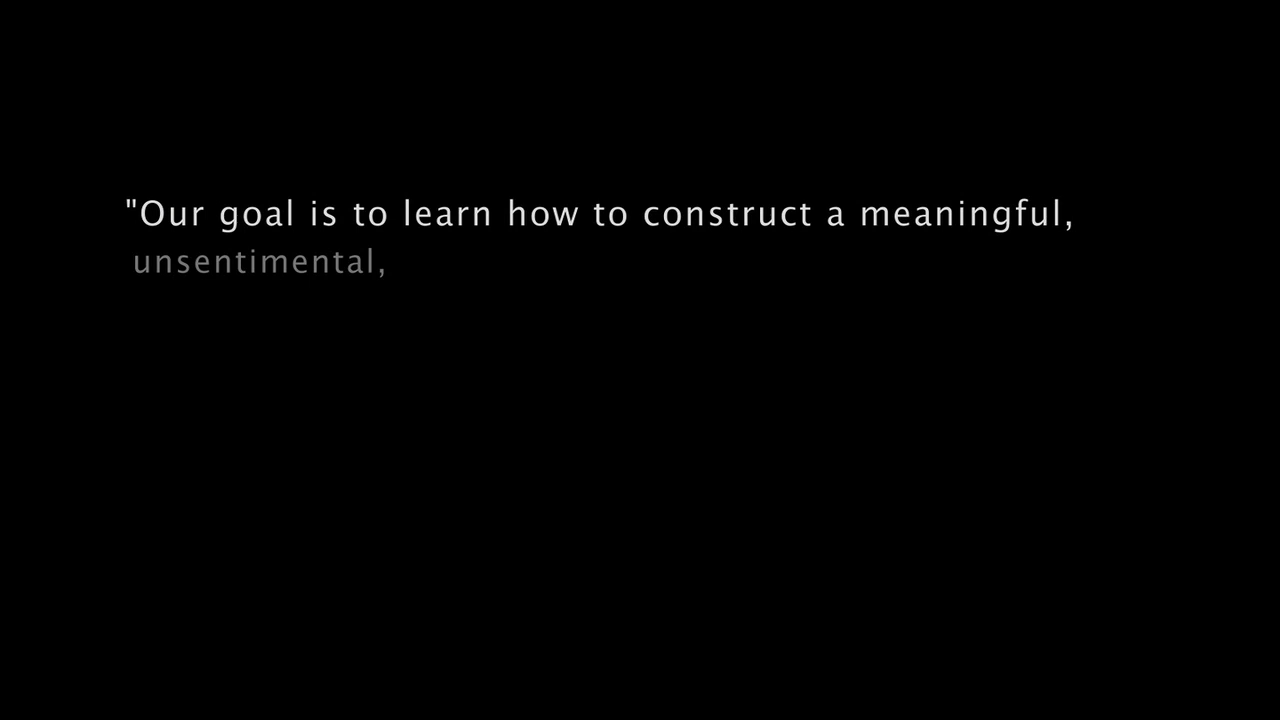 "Our goal is to learn how to construct a meaningful,
unsentimental,